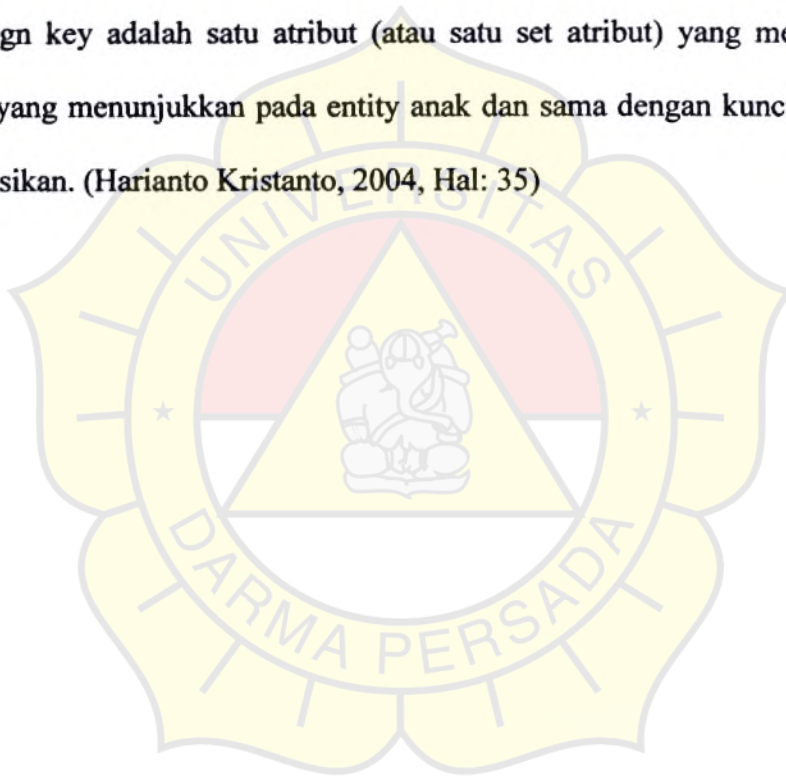 gn key adalah satu atribut (atau satu set atribut) yang me
yang menunjukkan pada entity anak dan sama dengan kunc
sikan. (Harianto Kristanto, 2004, Hal: 35)
UNIVERSITAS
DARMA PERSADA